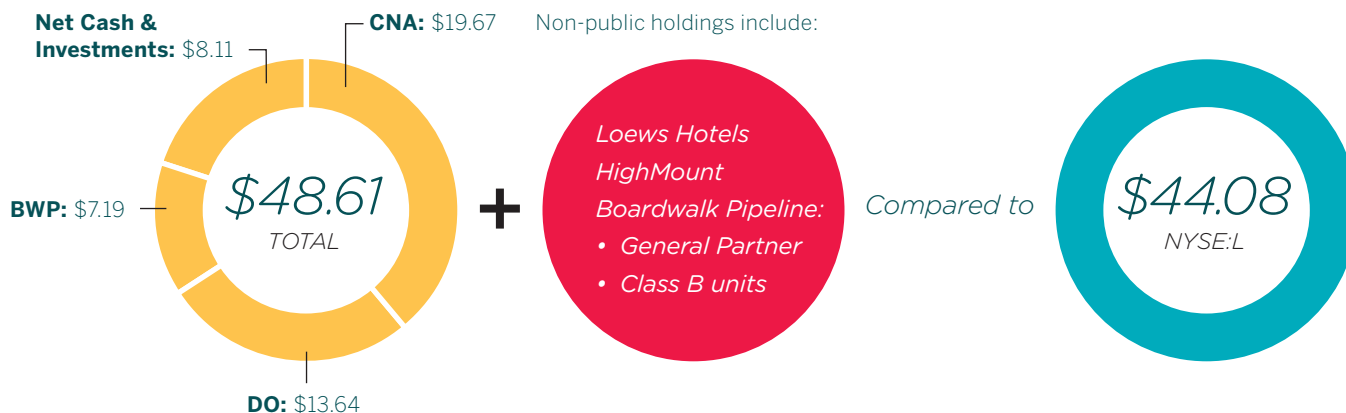 Net Cash &
Investments: $8.11
CNA: $19.67
Non-public holdings include:
BWP: $7.19
$48.61
TOTAL
DO: $13.64
+
Loews Hotels
HighMount
Boardwalk Pipeline:
• General Partner
• Class B units
Compared to
$44.08
NYSE:L